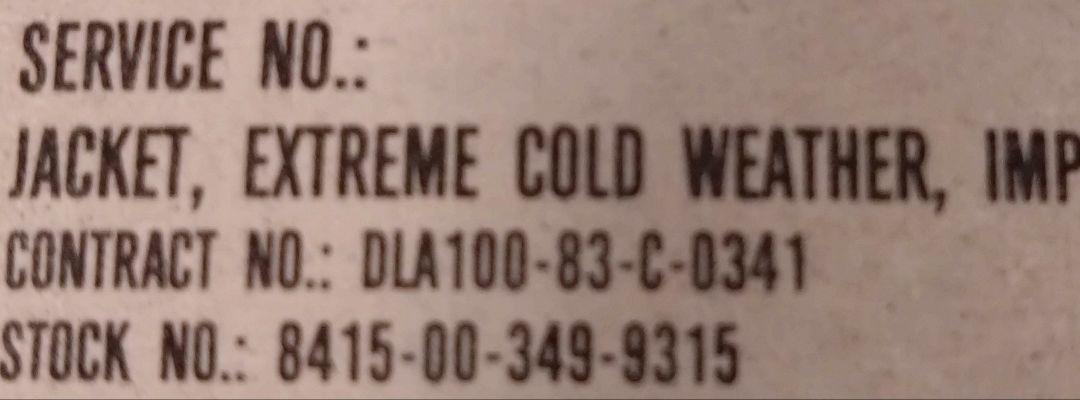 SERVICE NO.:
JACKET, EXTREME COLD WEATHER, IMP
CONTRACT NO.: DLA100-83-C-0341
STOCK NO.: 8415-00-349-9315